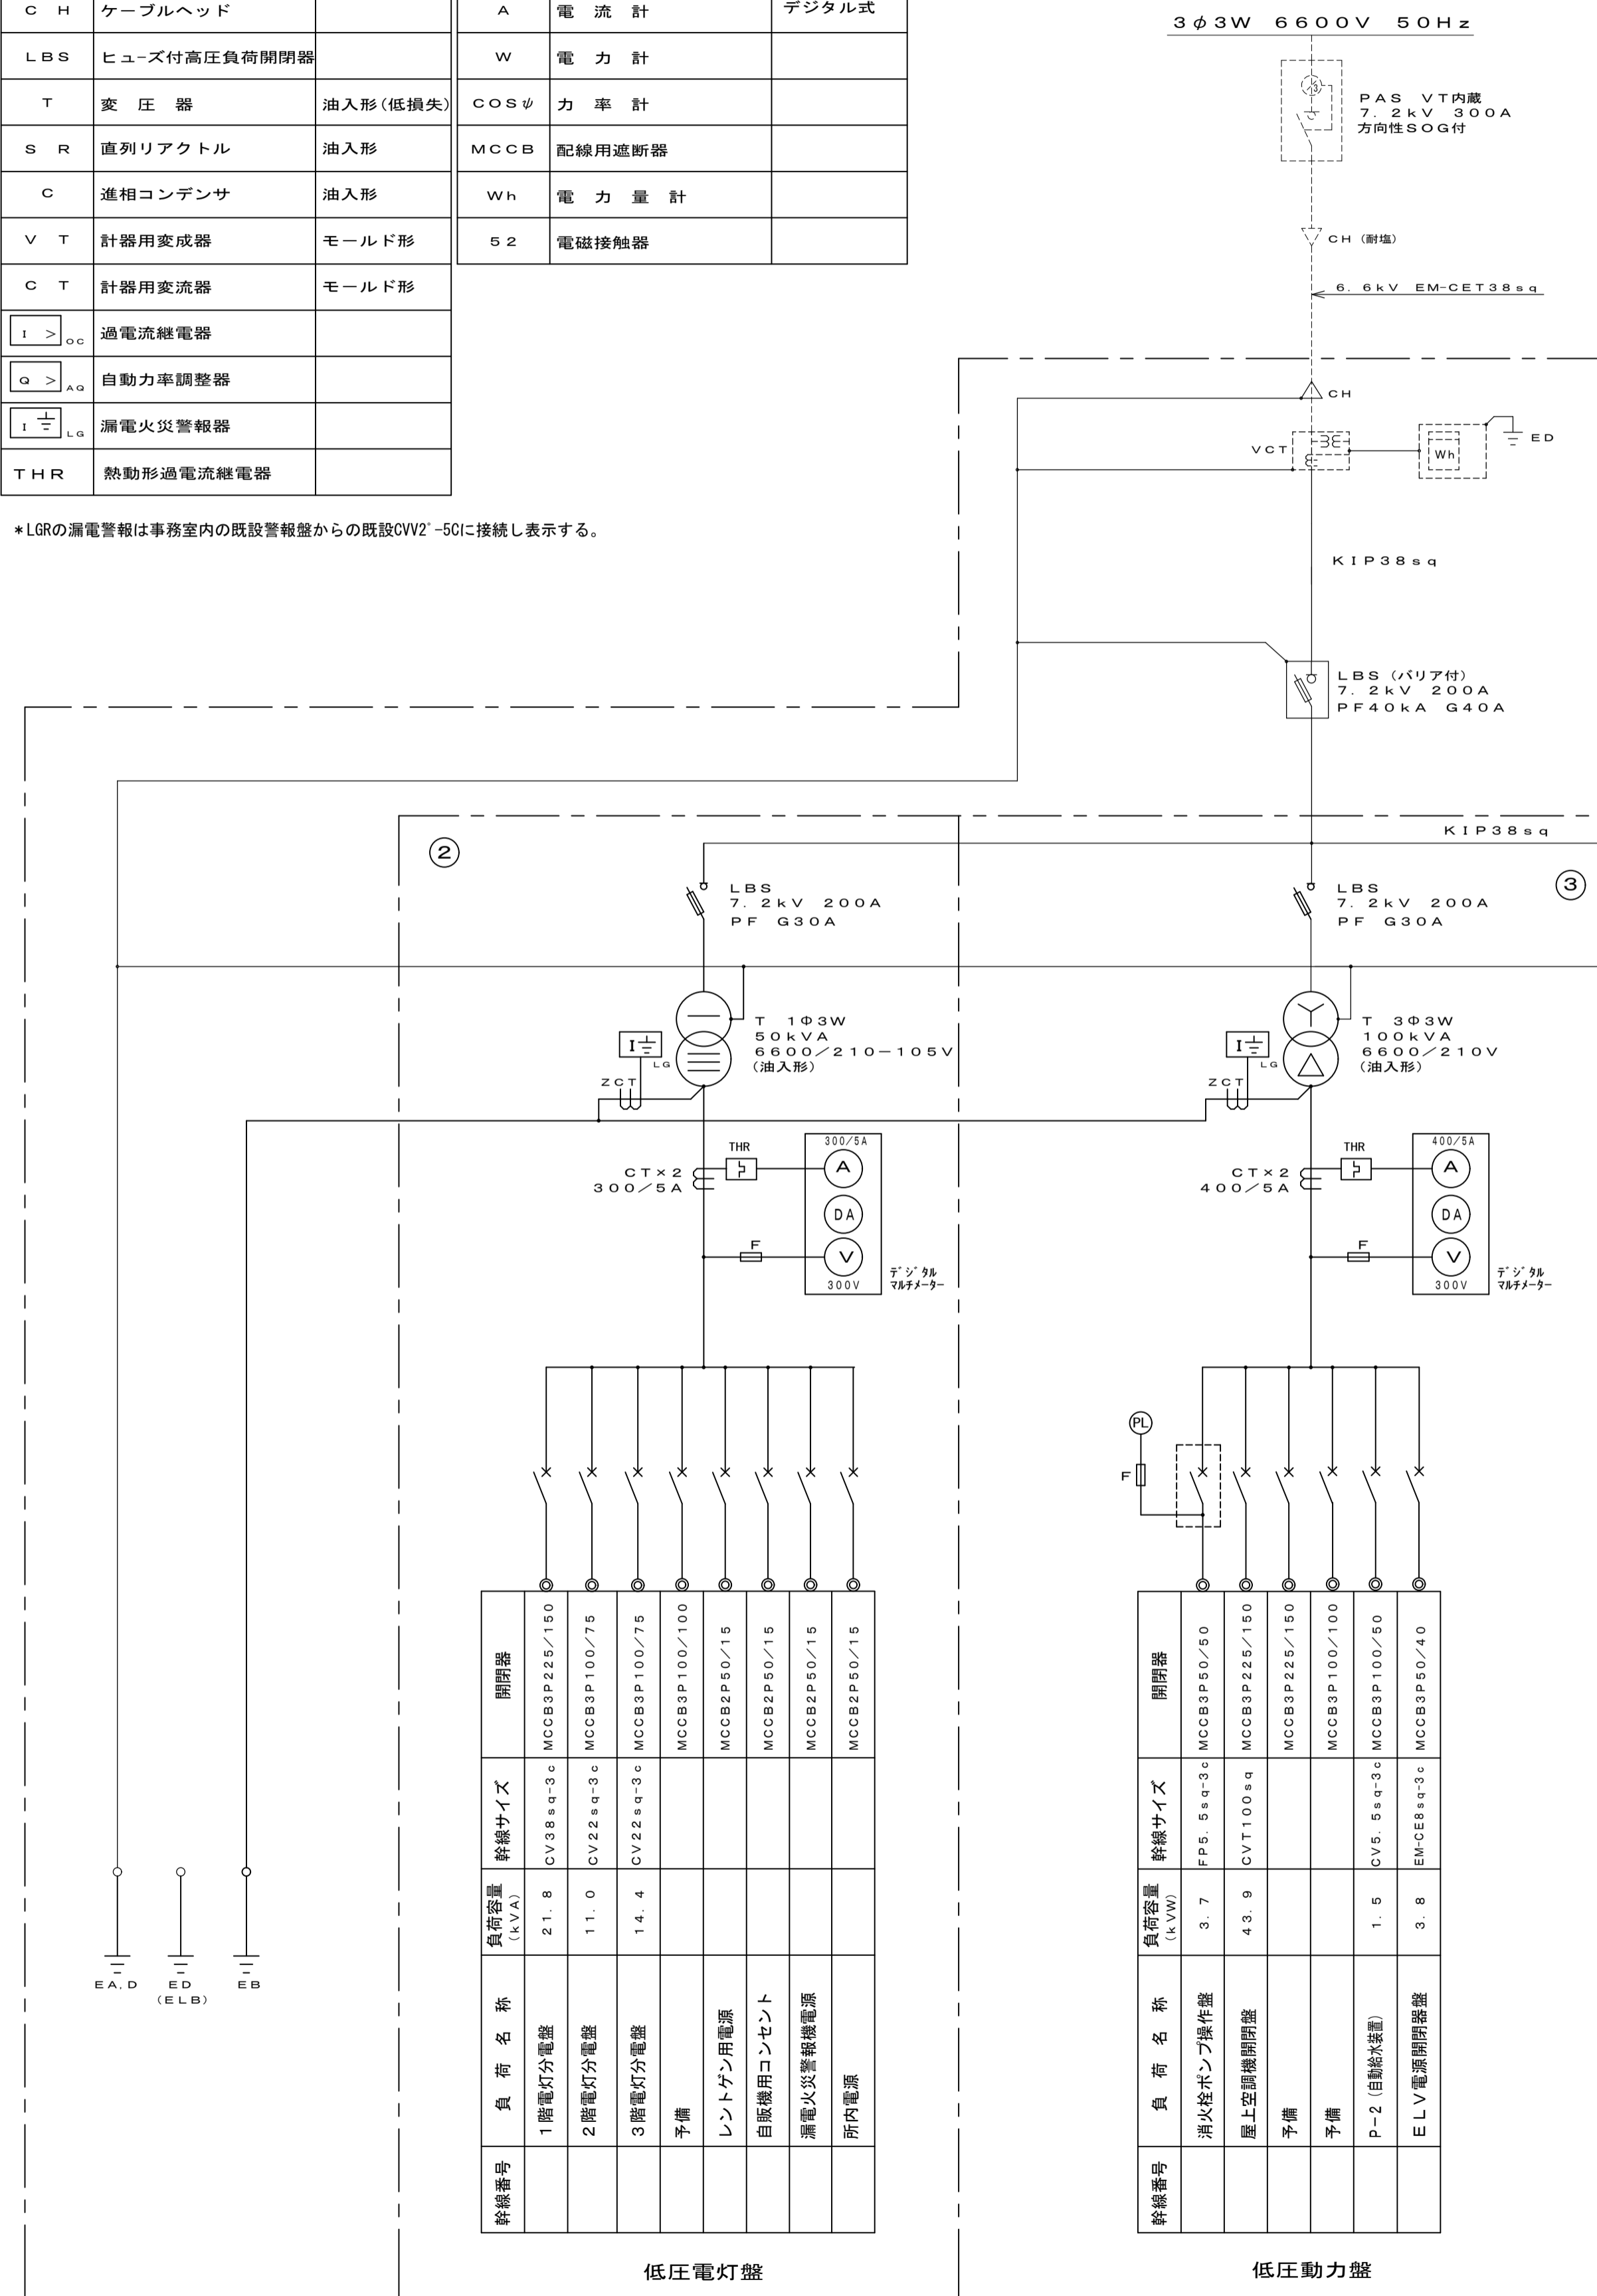 CH ケーブルヘッド
LBS ヒューズ付高圧負荷開閉器
T 変圧器 油入形(低損失)
SR 直列リアクトル 油入形
C 進相コンデンサ 油入形
VT 計器用変成器 モールド形
CT 計器用変流器 モールド形
I > OC 過電流継電器
Q > AQ 自動力率調整器
I LG 漏電火災警報器
THR 熱動形過電流継電器
A 電流計 デジタル式
W 電力計
COSψ 力率計
MCCB 配線用遮断器
Wh 電力量計
52 電磁接触器
*LGRの漏電警報は事務室内の既設警報盤からの既設CVV2ﾟ-5Cに接続し表示する。
3φ3W 6600V 50Hz
PAS VT内蔵
7.2kV 300A
方向性SOG付
CH (耐塩)
6.6kV EM-CET38sq
CH
VCT
Wh
ED
KIP38sq
LBS (バリア付)
7.2kV 200A
PF40kA G40A
KIP38sq
②
LBS
7.2kV 200A
PF G30A
③
LBS
7.2kV 200A
PF G30A
T 1Φ3W
50kVA
6600/210-105V
(油入形)
I
LG
ZCT
T 3Φ3W
100kVA
6600/210V
(油入形)
I
LG
ZCT
THR
300/5A
A
CT×2
300/5A
DA
F
V
300V
デジタル
マルチメーター
THR
400/5A
A
CT×2
400/5A
DA
F
V
300V
デジタル
マルチメーター
PL
F
開閉器 MCCB3P225/150 MCCB3P100/75 MCCB3P100/75 MCCB3P100/100 MCCB2P50/15 MCCB2P50/15 MCCB2P50/15 MCCB2P50/15
幹線サイズ CV38sq-3c CV22sq-3c CV22sq-3c
負荷容量(kVA) 21.8 11.0 14.4
負荷名称 1階電灯分電盤 2階電灯分電盤 3階電灯分電盤 予備 レントゲン用電源 自販機用コンセント 漏電火災警報機電源 所内電源
幹線番号
低圧電灯盤
開閉器 MCCB3P50/50 MCCB3P225/150 MCCB3P225/150 MCCB3P100/100 MCCB3P100/50 MCCB3P50/40
幹線サイズ FP5.5sq-3c CVT100sq CV5.5sq-3c EM-CE8sq-3c
負荷容量(kVW) 3.7 43.9 1.5 3.8
負荷名称 消火栓ポンプ操作盤 屋上空調機開閉盤 予備 予備 P-2(自動給水装置) ELV電源開閉器盤
幹線番号
低圧動力盤
EA,D
ED
(ELB)
EB